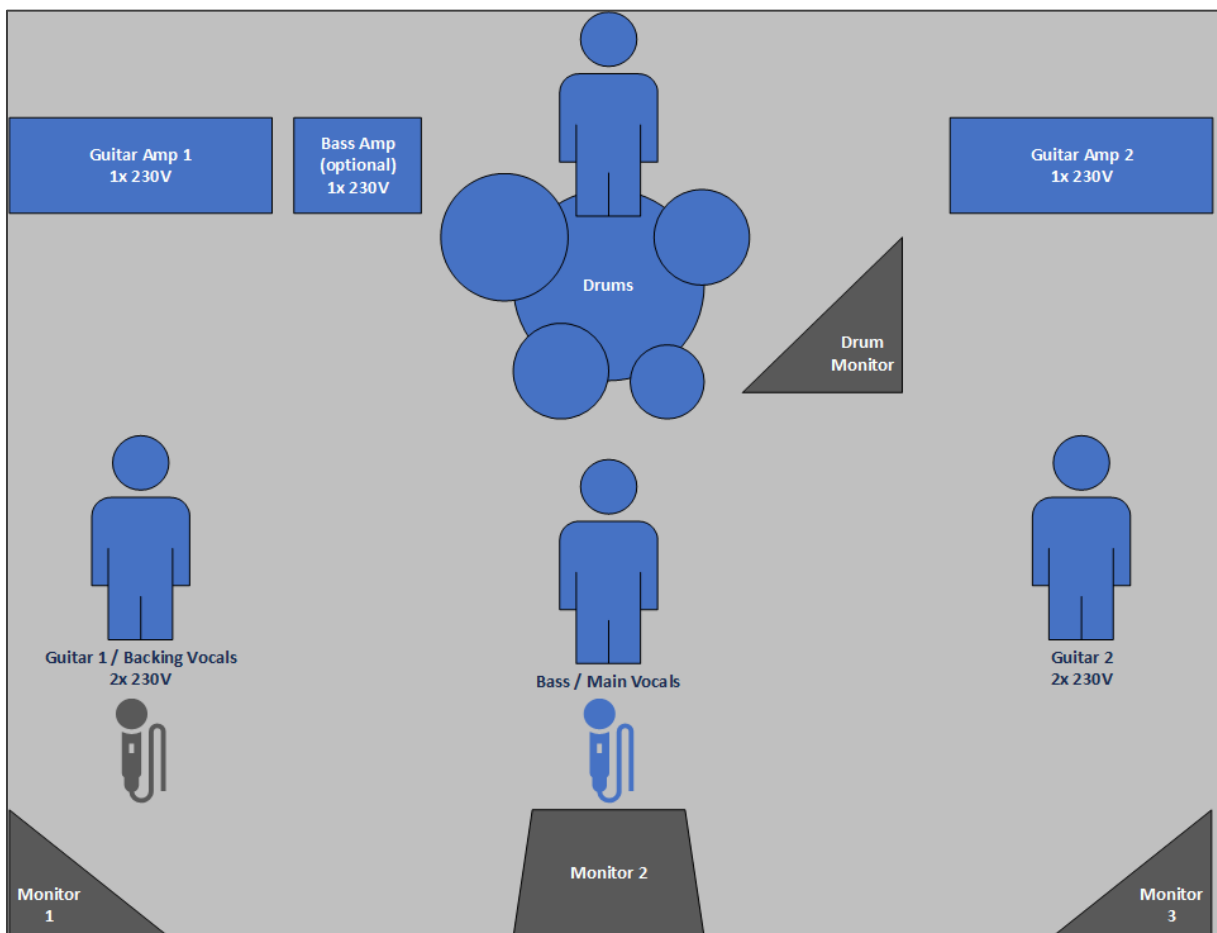 Guitar Amp 1
1x 230V
Bass Amp
(optional)
1x 230V
Guitar Amp 2
1x 230V
Drums
Drum
Monitor
Guitar 1 / Backing Vocals
2x 230V
Bass / Main Vocals
Guitar 2
2x 230V
Monitor
1
Monitor 2
Monitor
3